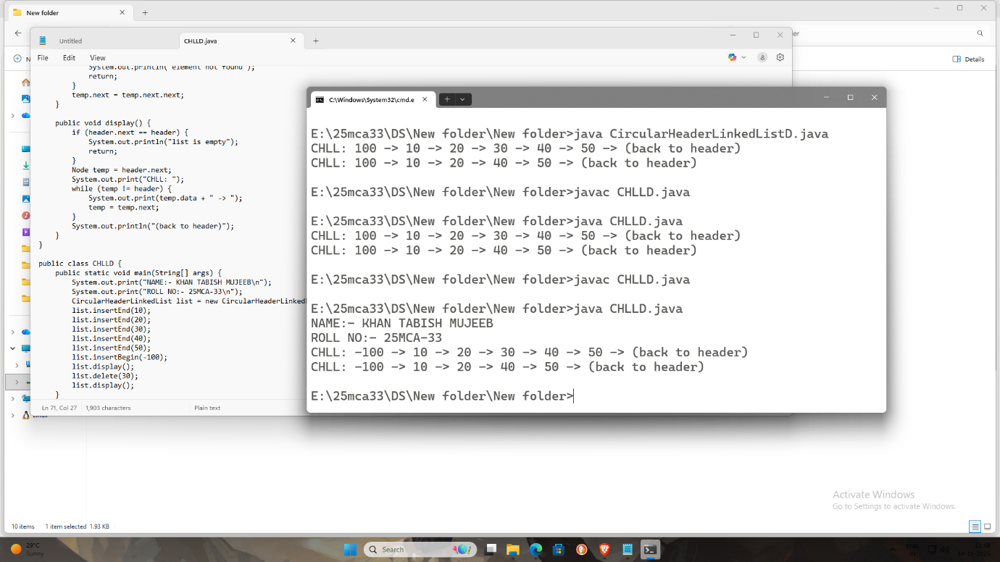 New folder
Untitled
CHLLD.java
File Edit View
Details
System.out.println("element not found");
return;
}
temp.next = temp.next.next;
}
public void display() {
if (header.next == header) {
System.out.println("list is empty");
return;
}
Node temp = header.next;
System.out.print("CHLL: ");
while (temp != header) {
System.out.print(temp.data + " -> ");
temp = temp.next;
}
System.out.println("(back to header)");
}
}
public class CHLLD {
public static void main(String[] args) {
System.out.print("NAME:- KHAN TABISH MUJEEB\n");
System.out.print("ROLL NO:- 25MCA-33\n");
CircularHeaderLinkedList list = new CircularHeaderLinkedL
list.insertEnd(10);
list.insertEnd(20);
list.insertEnd(30);
list.insertEnd(40);
list.insertEnd(50);
list.insertBegin(-100);
list.display();
list.delete(30);
list.display();
}
Ln 71, Col 27 1,903 characters Plain text
C:\Windows\System32\cmd.e
E:\25mca33\DS\New folder\New folder>java CircularHeaderLinkedListD.java
CHLL: 100 -> 10 -> 20 -> 30 -> 40 -> 50 -> (back to header)
CHLL: 100 -> 10 -> 20 -> 40 -> 50 -> (back to header)
E:\25mca33\DS\New folder\New folder>javac CHLLD.java
E:\25mca33\DS\New folder\New folder>java CHLLD.java
CHLL: 100 -> 10 -> 20 -> 30 -> 40 -> 50 -> (back to header)
CHLL: 100 -> 10 -> 20 -> 40 -> 50 -> (back to header)
E:\25mca33\DS\New folder\New folder>javac CHLLD.java
E:\25mca33\DS\New folder\New folder>java CHLLD.java
NAME:- KHAN TABISH MUJEEB
ROLL NO:- 25MCA-33
CHLL: -100 -> 10 -> 20 -> 30 -> 40 -> 50 -> (back to header)
CHLL: -100 -> 10 -> 20 -> 40 -> 50 -> (back to header)
E:\25mca33\DS\New folder\New folder>
Linux
Activate Windows
Go to Settings to activate Windows.
10 items 1 item selected 1.93 KB
29°C
Sunny
Search
ENG
IN
11:48
14-11-2025